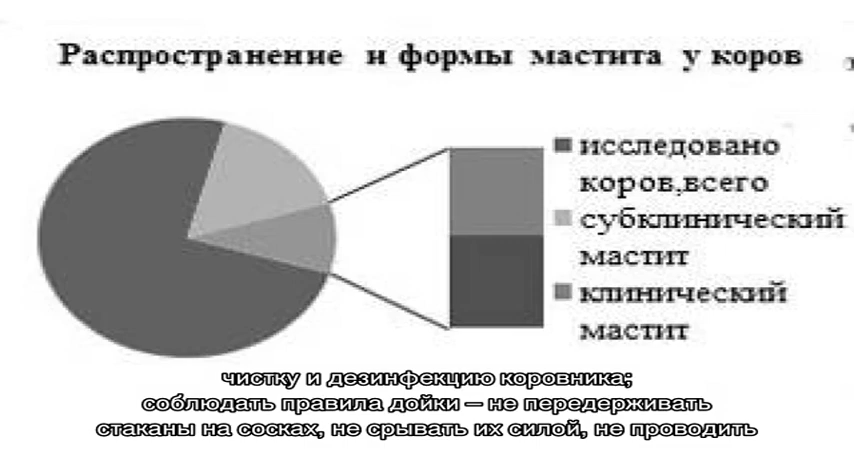 Распространение и формы мастита у коров
исследовано
коров,всего
субклинический
мастит
клинический
мастит
чистку и дезинфекцию коровника;
соблюдать правила дойки – не передерживать
стаканы на сосках, не срывать их силой, не проводить